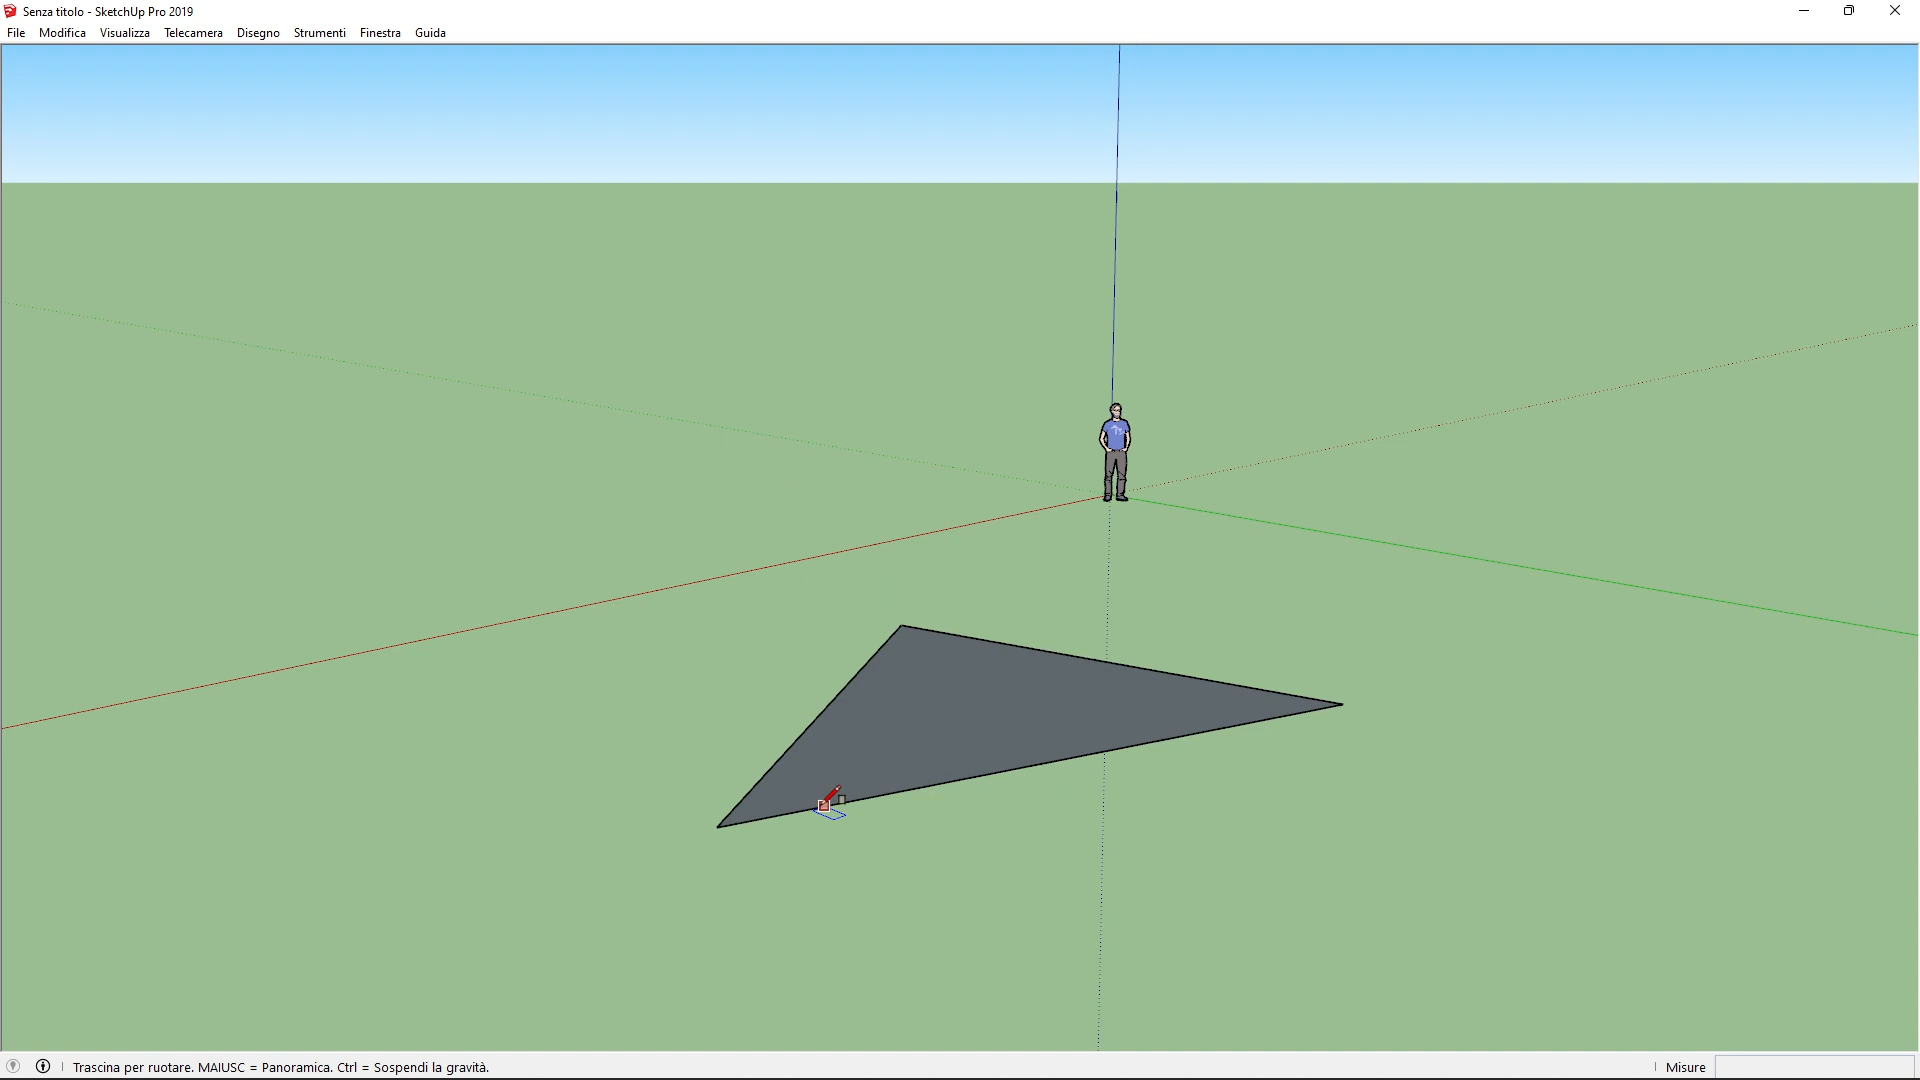 Senza titolo - SketchUp Pro 2019
File Modifica Visualizza Telecamera Disegno Strumenti Finestra Guida
Trascina per ruotare. MAIUSC = Panoramica. Ctrl = Sospendi la gravità. Misure